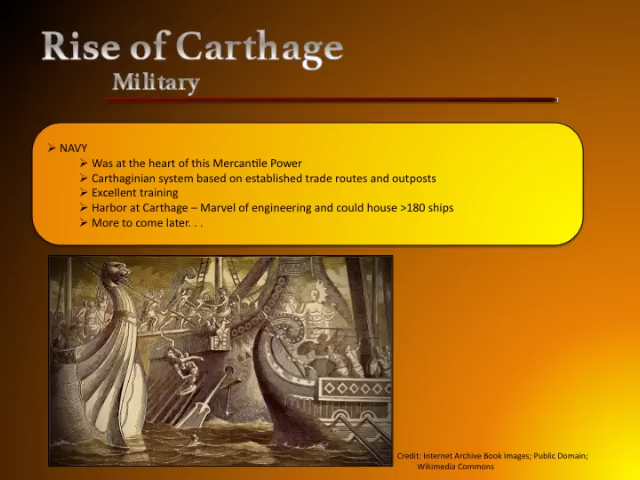 Rise of Carthage
Military
➢ NAVY
➢ Was at the heart of this Mercantile Power
➢ Carthaginian system based on established trade routes and outposts
➢ Excellent training
➢ Harbor at Carthage – Marvel of engineering and could house >180 ships
➢ More to come later. . .
Credit: Internet Archive Book Images; Public Domain;
Wikimedia Commons